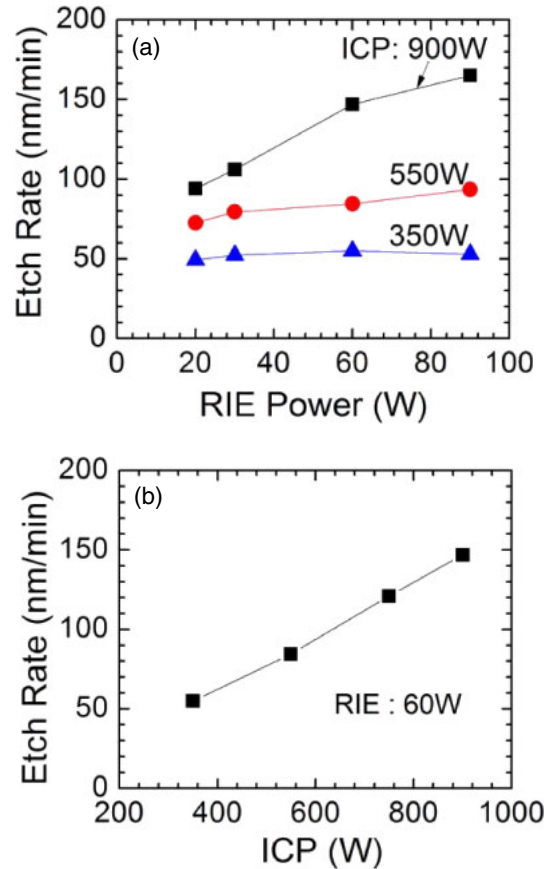 (a)
ICP: 900W
550W
350W
Etch Rate (nm/min)
200
150
100
50
0
0 20 40 60 80 100
RIE Power (W)
(b)
RIE : 60W
Etch Rate (nm/min)
200
150
100
50
0
200 400 600 800 1000
ICP (W)